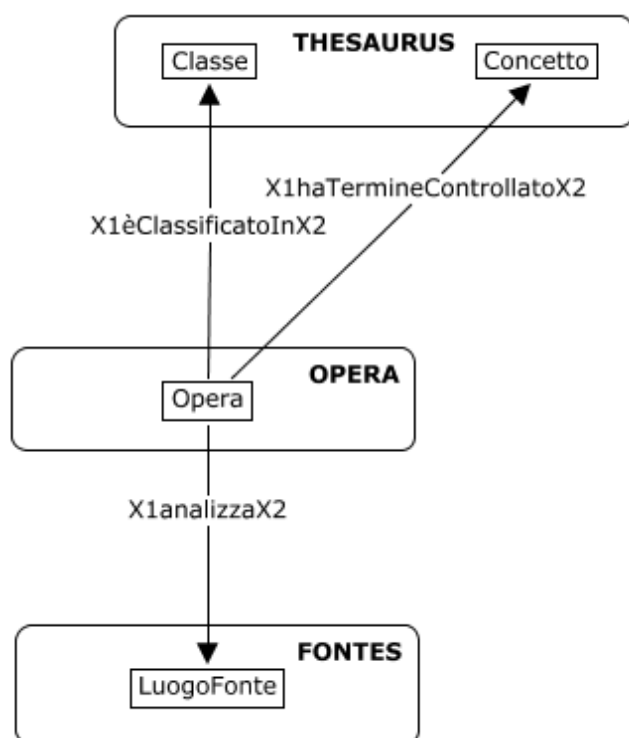 THESAURUS
Classe
Concetto
X1haTermineControllatoX2
X1èClassificatoInX2
OPERA
Opera
X1analizzaX2
FONTES
LuogoFonte